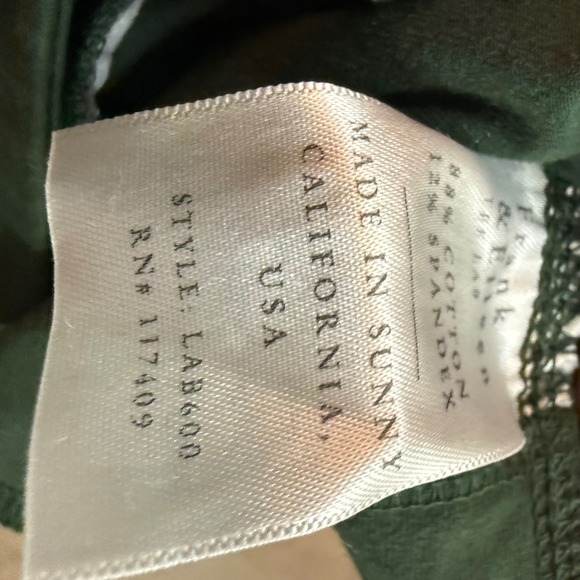 88% COTTON
12% SPANDEX
MADE IN SUNNY
CALIFORNIA,
USA
STYLE: LAB600
RN# 117409